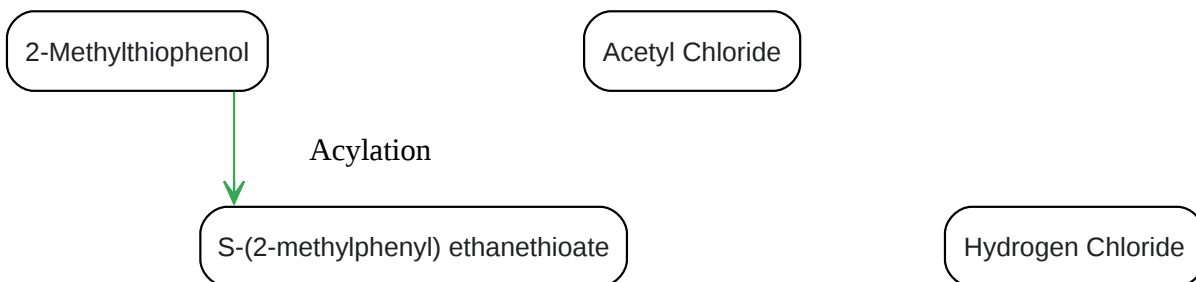 2-Methylthiophenol
Acetyl Chloride
Acylation
S-(2-methylphenyl) ethanethioate
Hydrogen Chloride